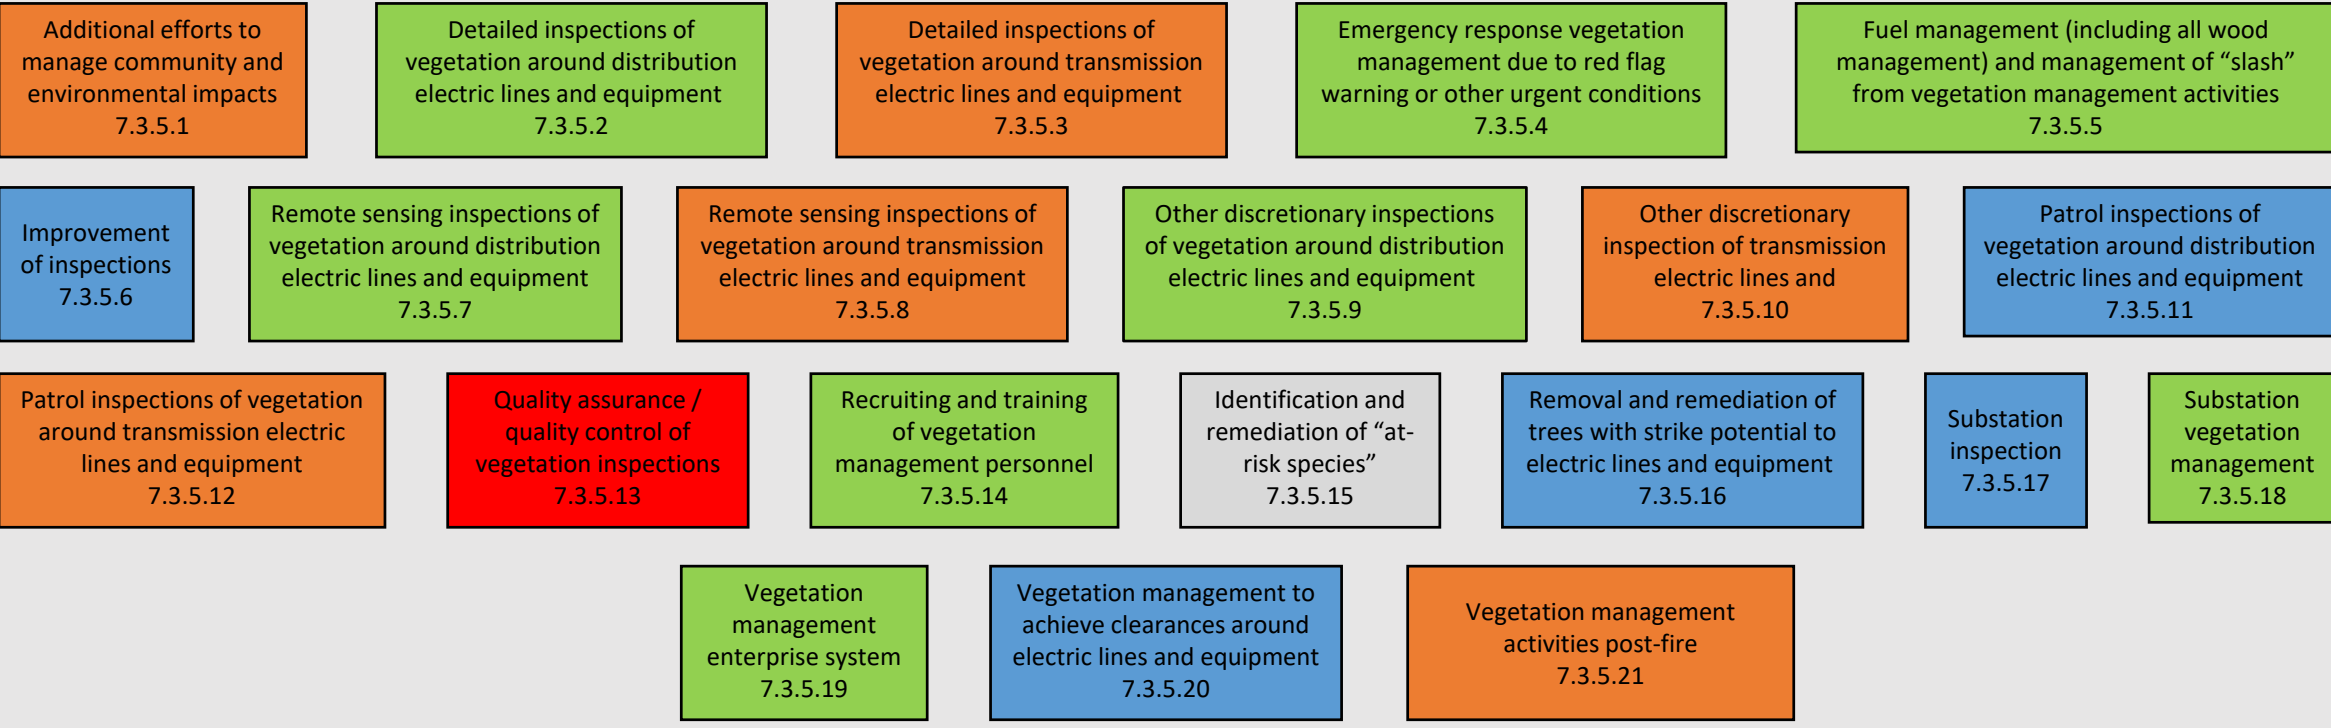 Additional efforts to
manage community and
environmental impacts
7.3.5.1
Detailed inspections of
vegetation around distribution
electric lines and equipment
7.3.5.2
Detailed inspections of
vegetation around transmission
electric lines and equipment
7.3.5.3
Emergency response vegetation
management due to red flag
warning or other urgent conditions
7.3.5.4
Fuel management (including all wood
management) and management of “slash”
from vegetation management activities
7.3.5.5
Improvement
of inspections
7.3.5.6
Remote sensing inspections of
vegetation around distribution
electric lines and equipment
7.3.5.7
Remote sensing inspections of
vegetation around transmission
electric lines and equipment
7.3.5.8
Other discretionary inspections
of vegetation around distribution
electric lines and equipment
7.3.5.9
Other discretionary
inspection of transmission
electric lines and
7.3.5.10
Patrol inspections of
vegetation around distribution
electric lines and equipment
7.3.5.11
Patrol inspections of vegetation
around transmission electric
lines and equipment
7.3.5.12
Quality assurance /
quality control of
vegetation inspections
7.3.5.13
Recruiting and training
of vegetation
management personnel
7.3.5.14
Identification and
remediation of “at-
risk species”
7.3.5.15
Removal and remediation of
trees with strike potential to
electric lines and equipment
7.3.5.16
Substation
inspection
7.3.5.17
Substation
vegetation
management
7.3.5.18
Vegetation
management
enterprise system
7.3.5.19
Vegetation management to
achieve clearances around
electric lines and equipment
7.3.5.20
Vegetation management
activities post-fire
7.3.5.21